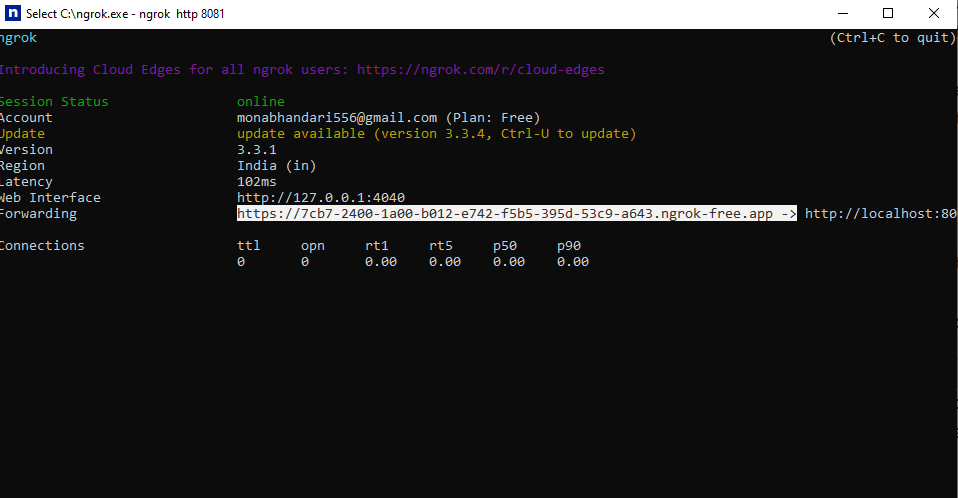 Select C:\ngrok.exe - ngrok http 8081
ngrok (Ctrl+C to quit)
Introducing Cloud Edges for all ngrok users: https://ngrok.com/r/cloud-edges
Session Status online
Account monabhandari556@gmail.com (Plan: Free)
Update update available (version 3.3.4, Ctrl-U to update)
Version 3.3.1
Region India (in)
Latency 102ms
Web Interface http://127.0.0.1:4040
Forwarding https://7cb7-2400-1a00-b012-e742-f5b5-395d-53c9-a643.ngrok-free.app -> http://localhost:80
Connections ttl opn rt1 rt5 p50 p90
0 0 0.00 0.00 0.00 0.00